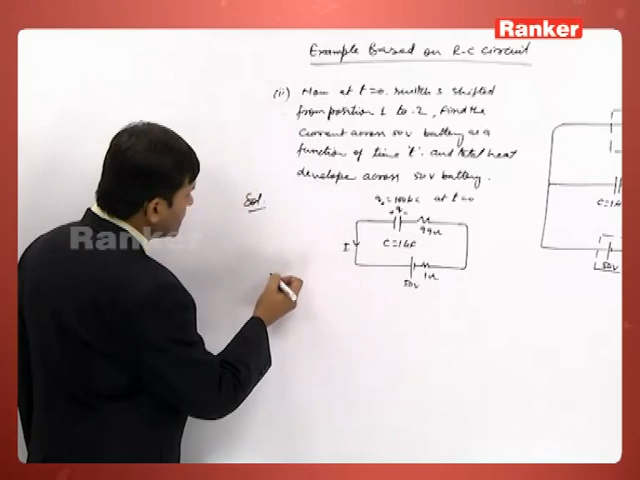 Ranker
Example Based on R-C Circuit
(ii) Now at t=0. switch s shifted
from position 1 to 2, Find the
Current across 50V battery as a
function of time 't'. and total heat
develope across 50V battery.
Sol.
q₀=100μC at t=0
+ q -
99Ω
I
C=1μF
1Ω
50V
C=1μ
50V
Ranker